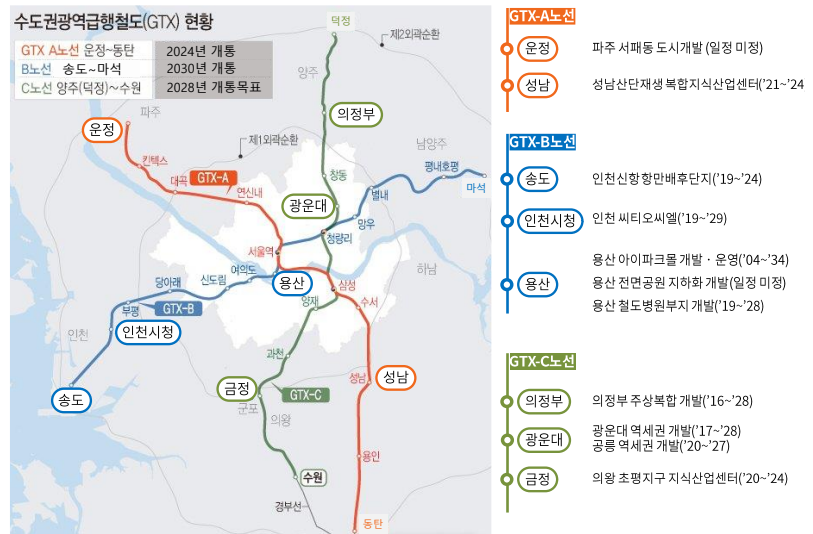 수도권광역급행철도(GTX) 현황
GTX A노선 운정~동탄 2024년 개통
B노선 송도~마석 2030년 개통
C노선 양주(덕정)~수원 2028년 개통목표
덕정
제2외곽순환
양주
파주
의정부
운정
제1외곽순환
남양주
킨텍스
대곡
GTX-A
연신내
창동
평내호평
마석
별내
광운대
망우
청량리
서울역
하남
여의도
신도림
당아래
용산
삼성
수서
양재
부평
GTX-B
인천
인천시청
과천
성남
성남
금정
GTX-C
송도
군포
의왕
용인
수원
경부선
동탄
GTX-A노선
운정 파주 서패동 도시개발 (일정 미정)
성남 성남산단재생 복합지식산업센터('21~'24
GTX-B노선
송도 인천신항항만배후단지('19~'24)
인천시청 인천 씨티오씨엘('19~'29)
용산 아이파크몰 개발 · 운영('04~'34)
용산 용산 전면공원 지하화 개발(일정 미정)
용산 철도병원부지 개발('19~'28)
GTX-C노선
의정부 의정부 주상복합 개발('16~'28)
광운대 광운대 역세권 개발('17~'28)
공릉 역세권 개발('20~'27)
금정 의왕 초평지구 지식산업센터('20~'24)